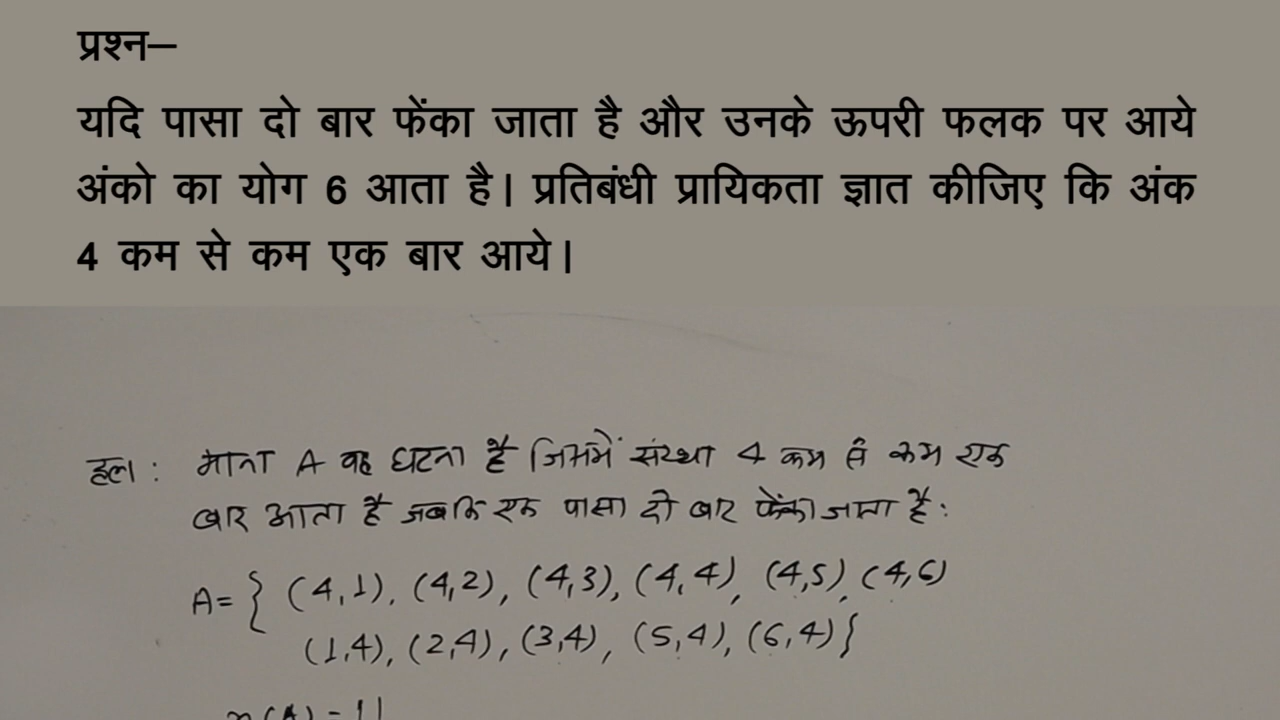 प्रश्न–
यदि पासा दो बार फेंका जाता है और उनके ऊपरी फलक पर आये
अंको का योग 6 आता है। प्रतिबंधी प्रायिकता ज्ञात कीजिए कि अंक
4 कम से कम एक बार आये।
हल : माना A वह घटना है जिसमें संख्या 4 कम से कम एक
बार आता है जबकि एक पासा दो बार फेंका जाता है:
A= { (4,1), (4,2), (4,3), (4,4), (4,5), (4,6)
(1,4), (2,4), (3,4), (5,4), (6,4)}
n(A) = 11